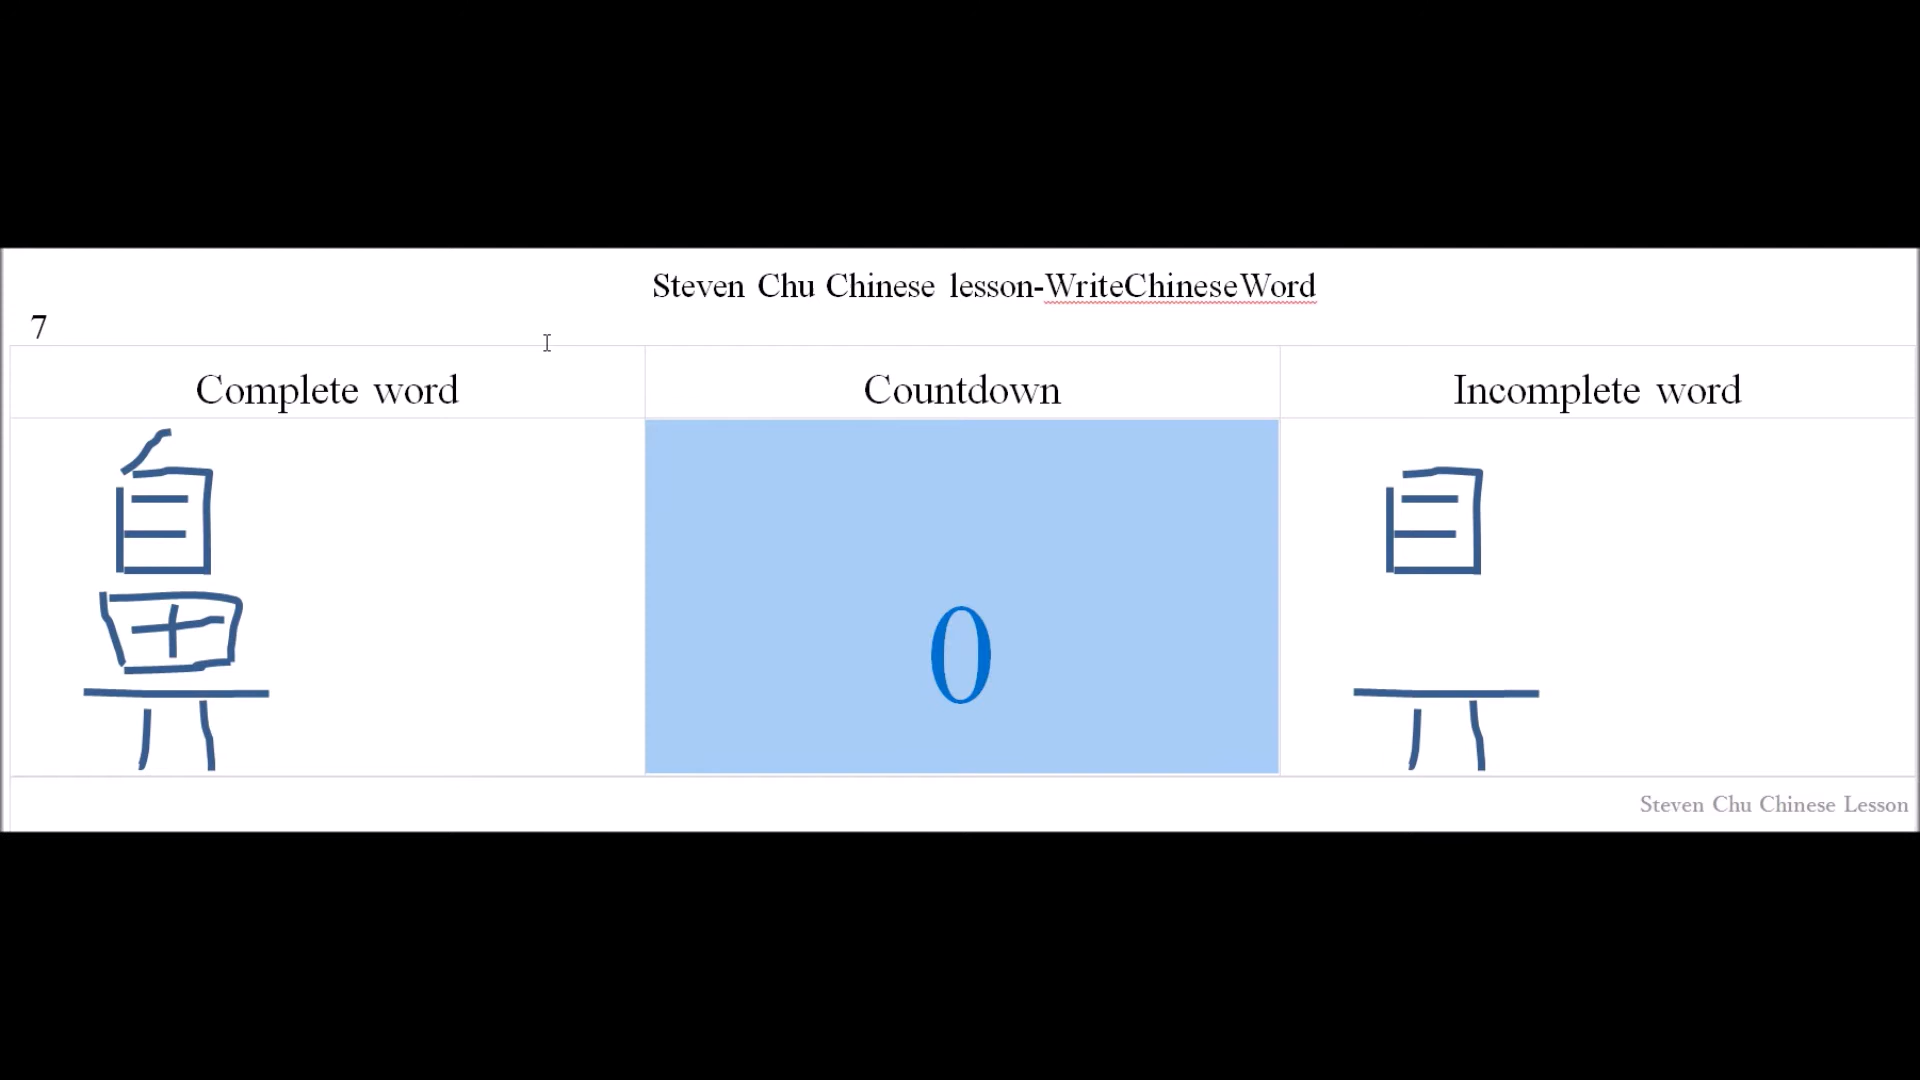 Steven Chu Chinese lesson-WriteChineseWord
7
Complete word
Countdown
Incomplete word
鼻
0
Steven Chu Chinese Lesson